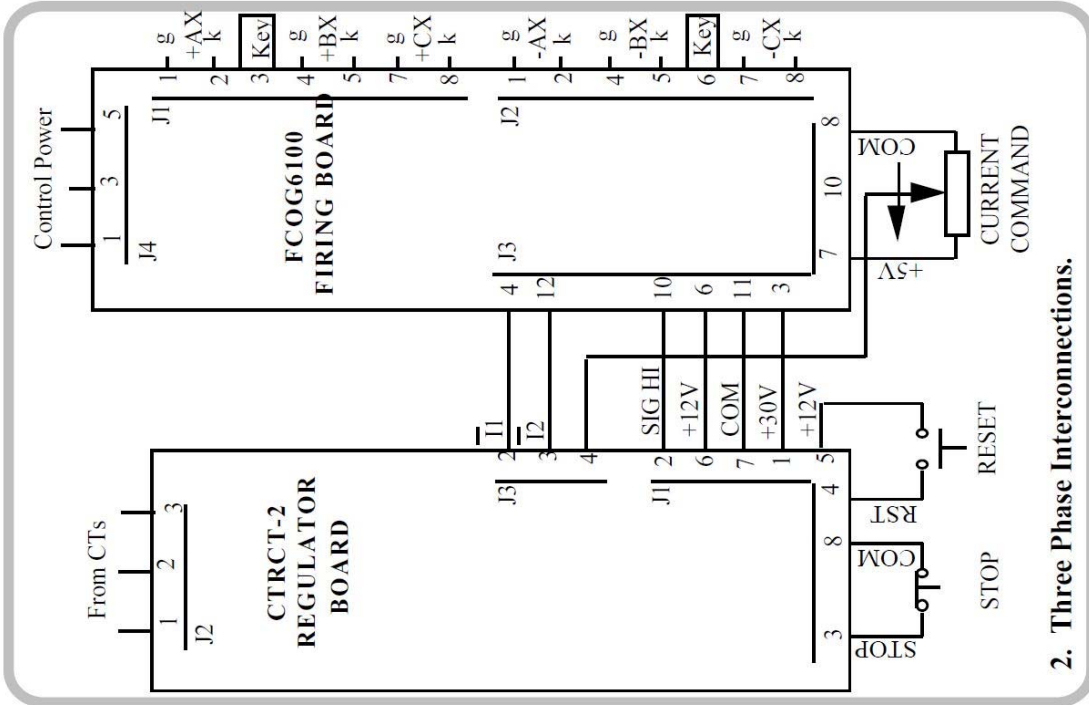 Control Power
1
3
5
J4
FCOG6100
FIRING BOARD
J1
1 g
+AX
2 k
3 Key
4 g
+BX
5 k
7 g
+CX
8 k
J2
1 g
-AX
2 k
4 g
-BX
5 k
6 Key
7 g
-CX
8 k
J3
4
12
10
6
11
3
7
10
8
+5V
COM
CURRENT
COMMAND
From CTs
1
2
3
J2
CTRCT-2
REGULATOR
BOARD
J3
2 I1
3 I2
4
J1
2 SIG HI
6 +12V
7 COM
1 +30V
5 +12V
3
8
4
STOP
COM
RST
STOP
RESET
2. Three Phase Interconnections.